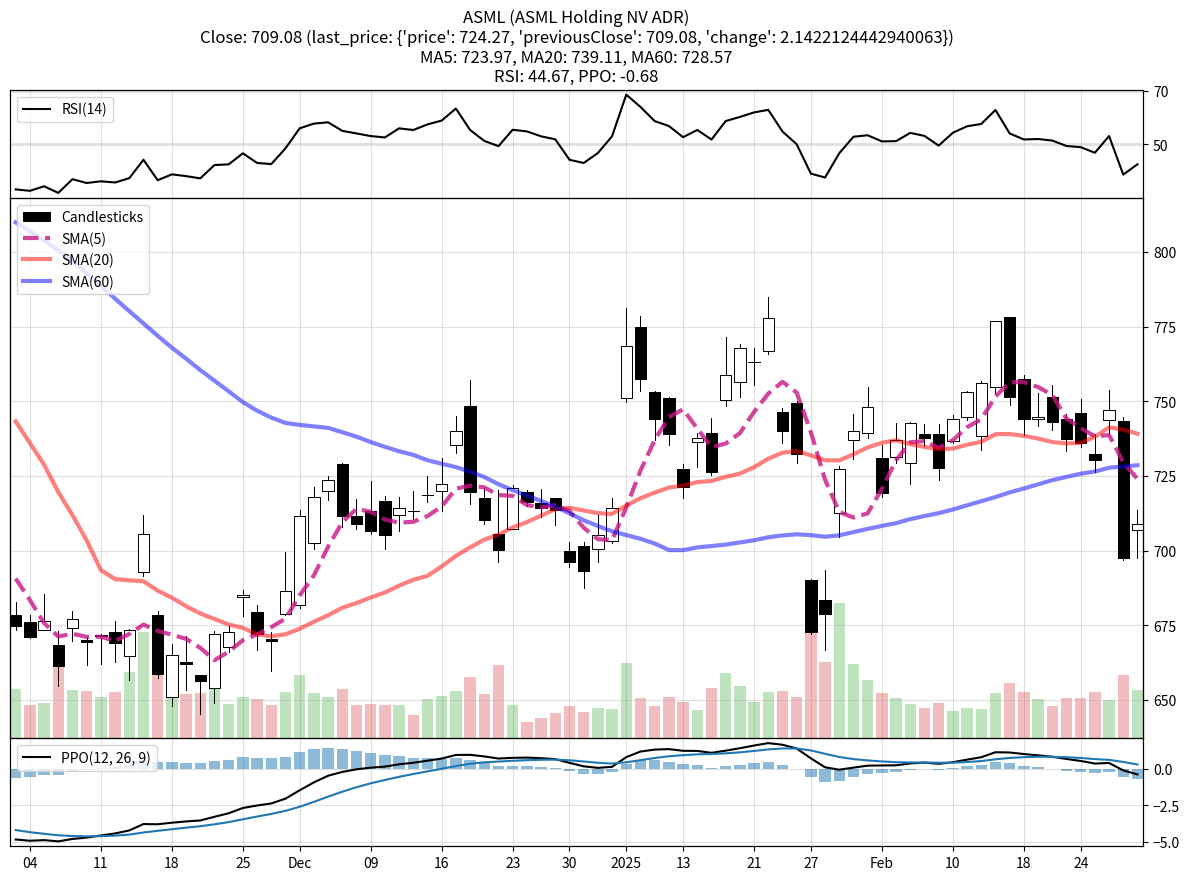 ASML (ASML Holding NV ADR)
Close: 709.08 (last_price: {'price': 724.27, 'previousClose': 709.08, 'change': 2.1422124442940063})
MA5: 723.97, MA20: 739.11, MA60: 728.57
RSI: 44.67, PPO: -0.68
RSI(14)
70
50
Candlesticks
SMA(5)
SMA(20)
SMA(60)
800
775
750
725
700
675
650
PPO(12, 26, 9)
0.0
−2.5
−5.0
04 11 18 25 Dec 09 16 23 30 2025 13 21 27 Feb 10 18 24